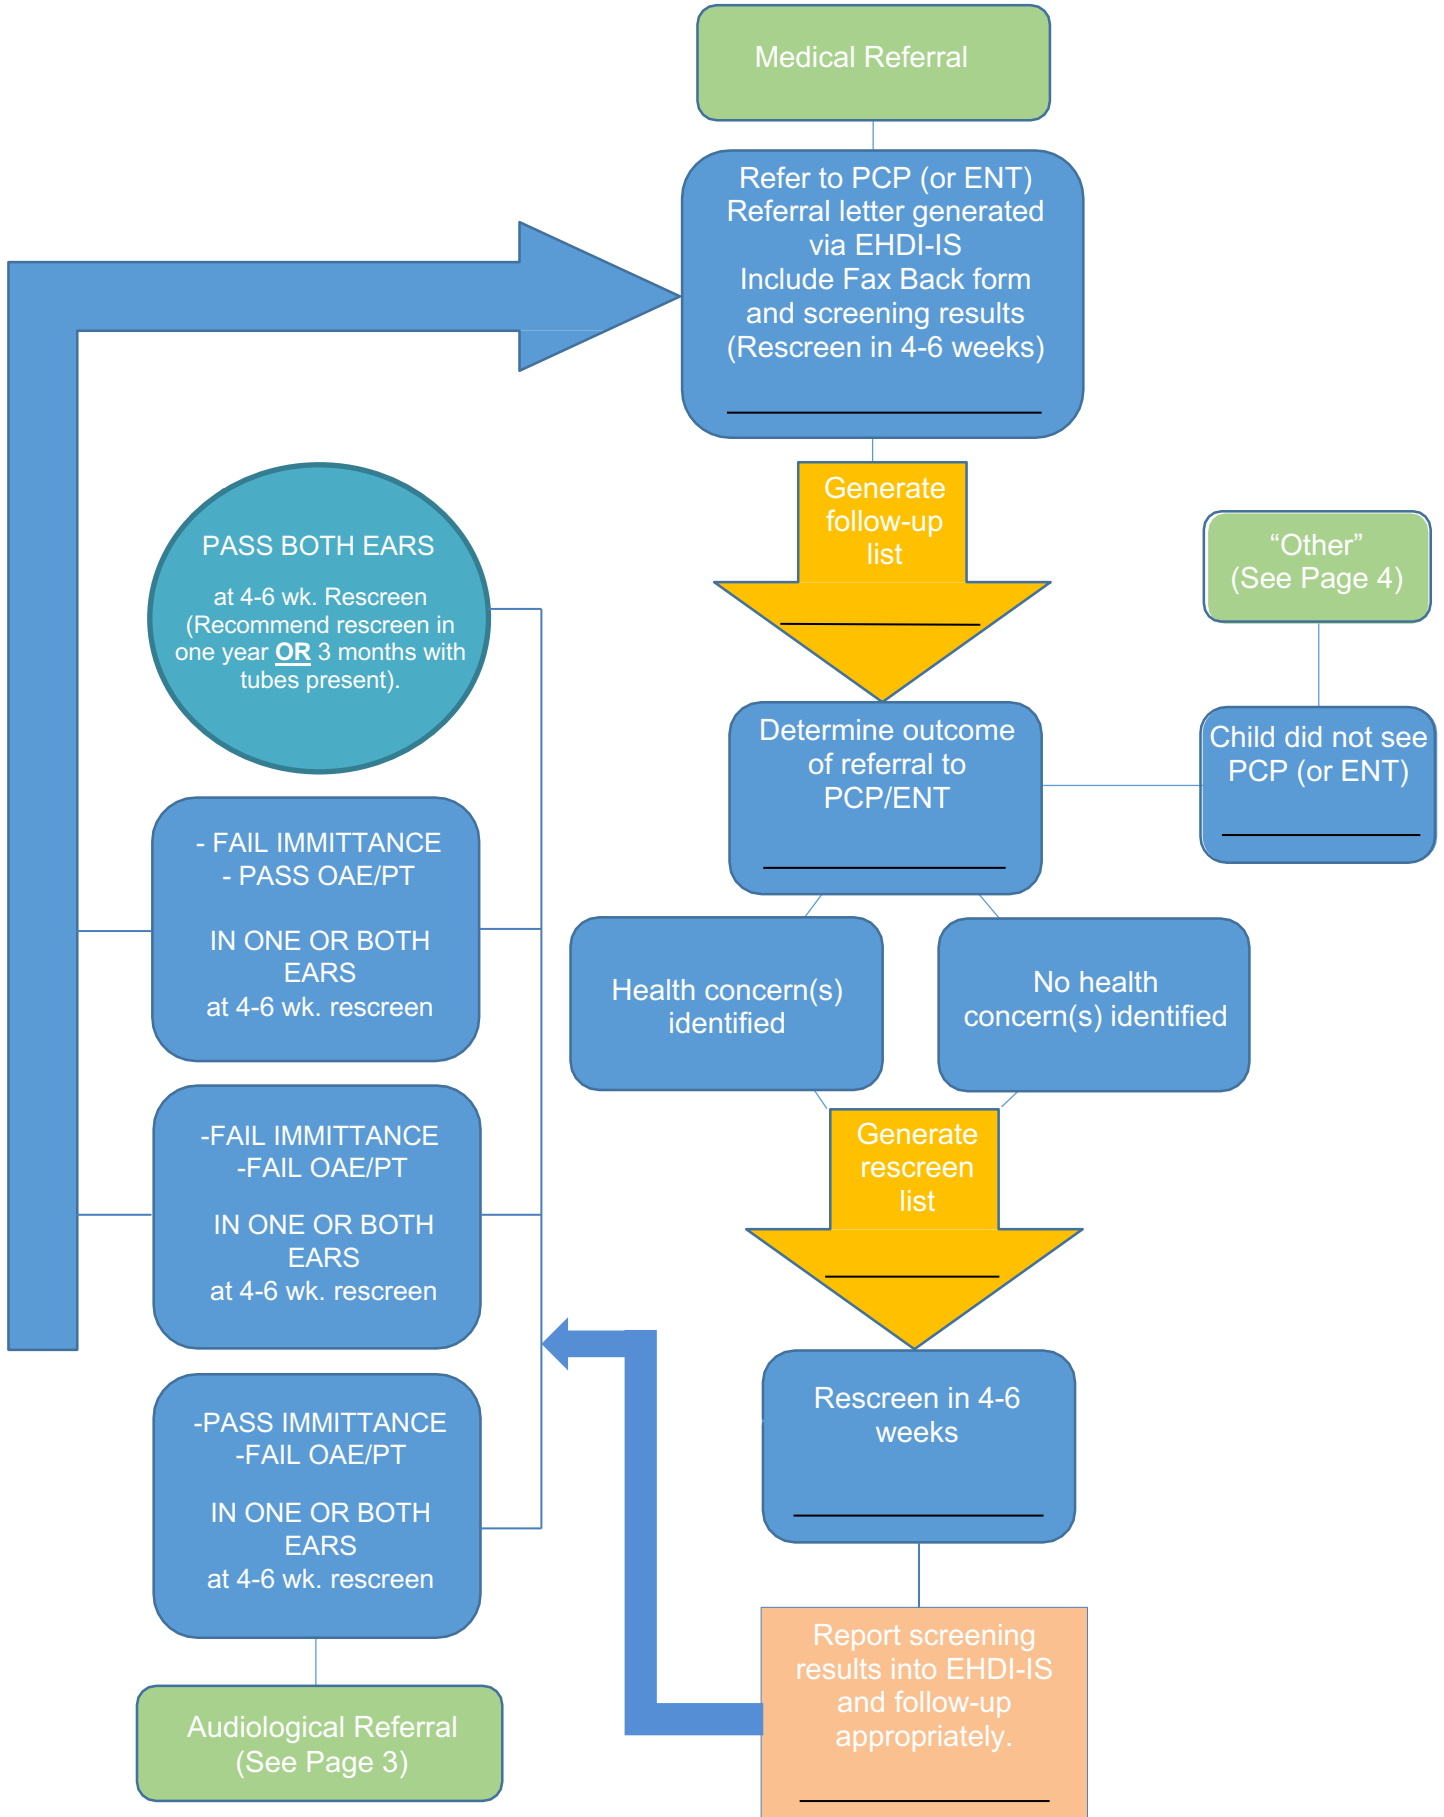 Medical Referral
Refer to PCP (or ENT)
Referral letter generated
via EHDI-IS
Include Fax Back form
and screening results
(Rescreen in 4-6 weeks)
Generate
follow-up
list
“Other”
(See Page 4)
Child did not see
PCP (or ENT)
Determine outcome
of referral to
PCP/ENT
Health concern(s)
identified
No health
concern(s) identified
Generate
rescreen
list
Rescreen in 4-6
weeks
Report screening
results into EHDI-IS
and follow-up
appropriately.
PASS BOTH EARS
at 4-6 wk. Rescreen
(Recommend rescreen in
one year OR 3 months with
tubes present).
- FAIL IMMITTANCE
- PASS OAE/PT
IN ONE OR BOTH
EARS
at 4-6 wk. rescreen
-FAIL IMMITTANCE
-FAIL OAE/PT
IN ONE OR BOTH
EARS
at 4-6 wk. rescreen
-PASS IMMITTANCE
-FAIL OAE/PT
IN ONE OR BOTH
EARS
at 4-6 wk. rescreen
Audiological Referral
(See Page 3)